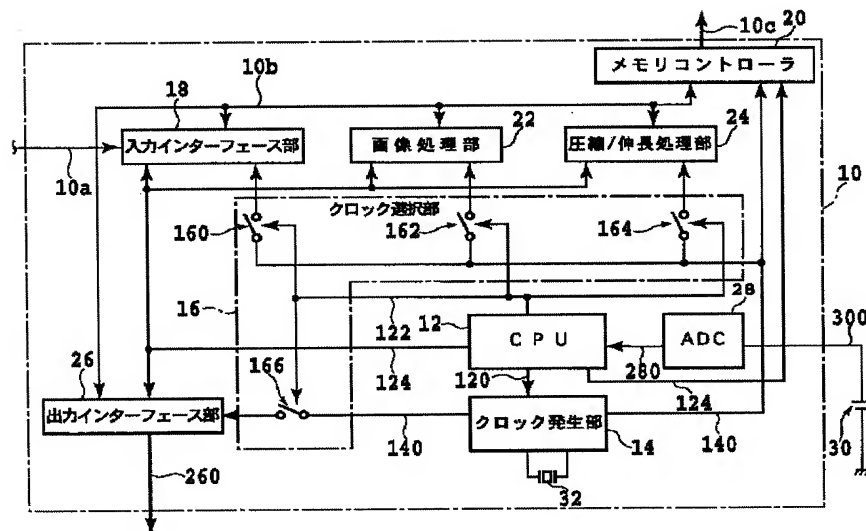 10c
20
メモリコントローラ
10b
18
入力インターフェース部
22
画像処理部
24
圧縮/伸長処理部
10a
10
クロック選択部
160
162
164
16
122
12
CPU
28
ADC
300
280
124
120
124
26
166
出力インターフェース部
140
クロック発生部
14
140
30
260
32